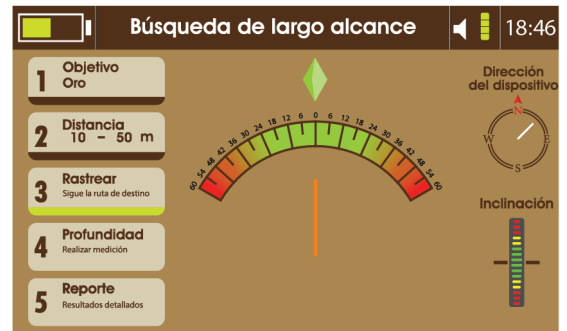 Búsqueda de largo alcance
18:46
1 Objetivo
Oro
2 Distancia
10 - 50 m
3 Rastrear
Sigue la ruta de destino
4 Profundidad
Realizar medición
5 Reporte
Resultados detallados
60 54 48 42 36 30 24 18 12 6 0 6 12 18 24 30 36 42 48 54 60
Dirección
del dispositivo
N
W E
S
Inclinación